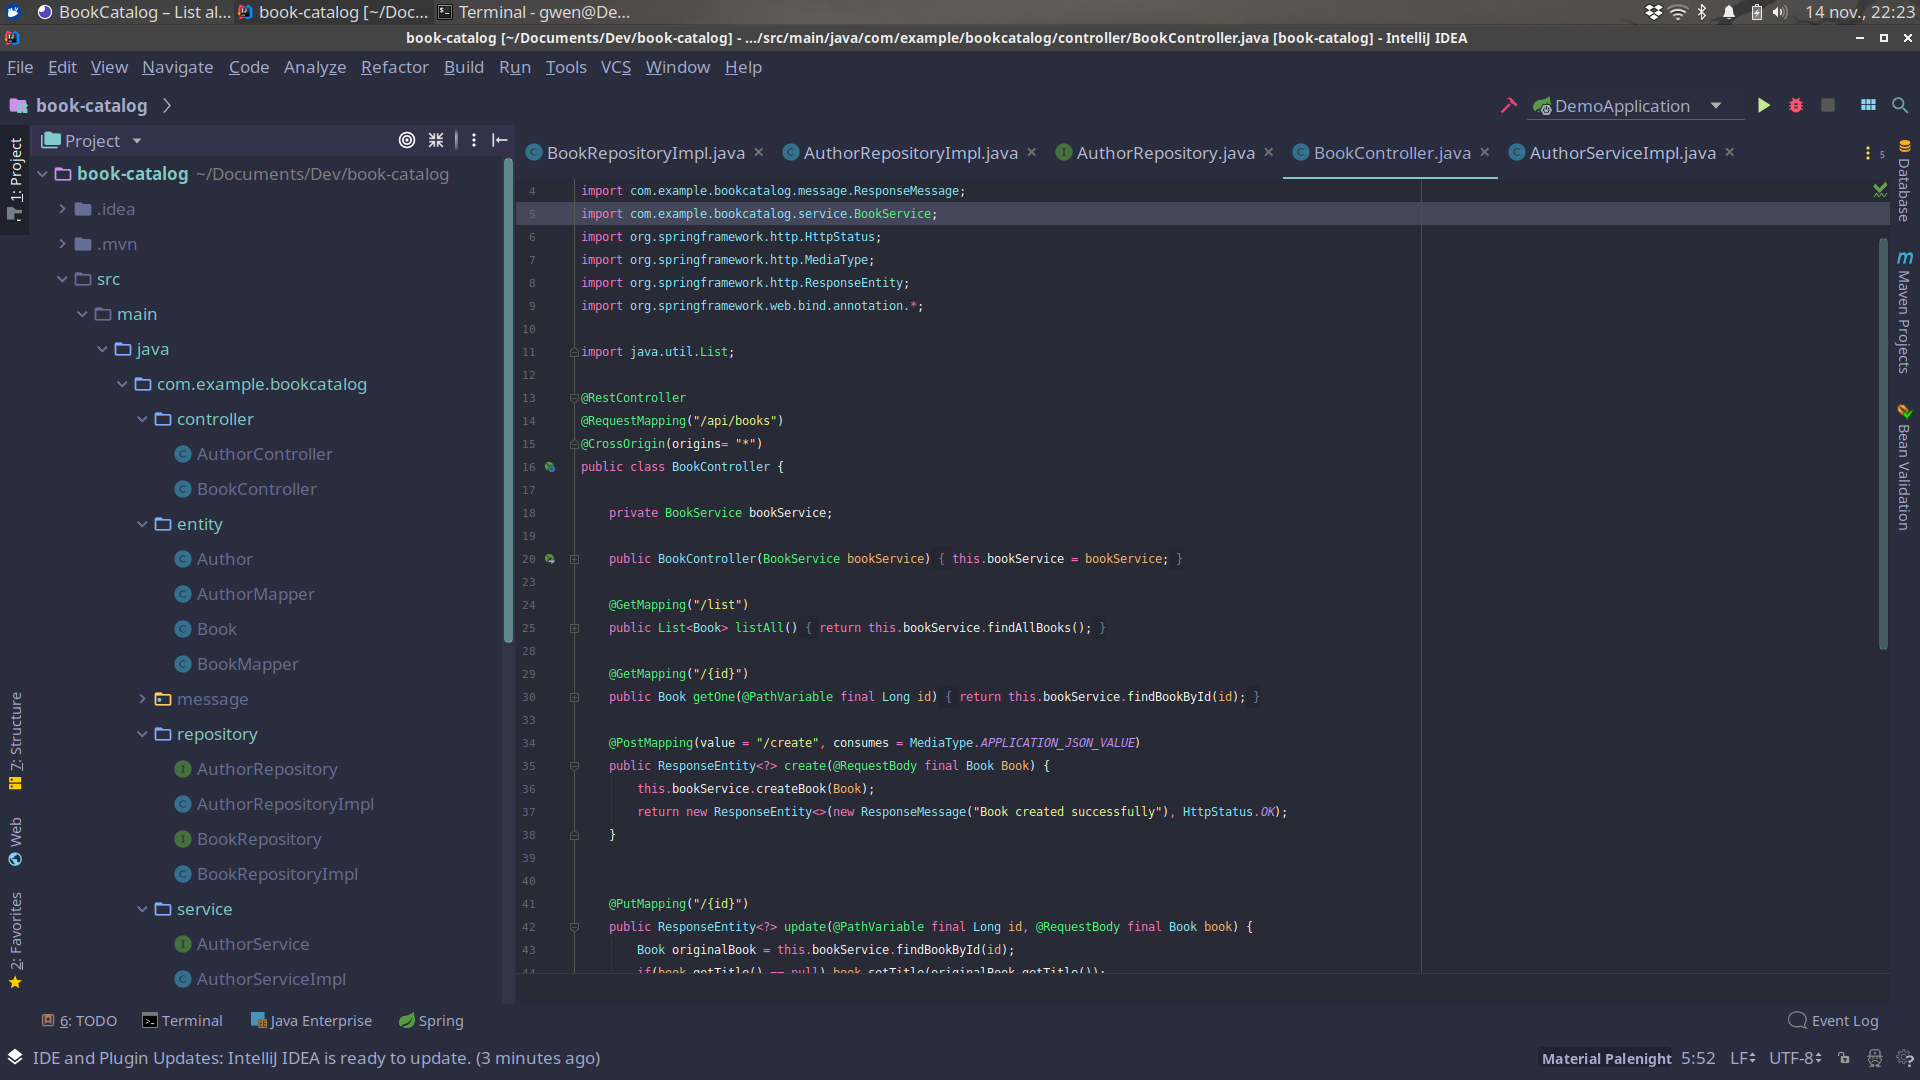 BookCatalog – List al... book-catalog [~/Doc... Terminal - gwen@De... 14 nov., 22:23
book-catalog [~/Documents/Dev/book-catalog] - .../src/main/java/com/example/bookcatalog/controller/BookController.java [book-catalog] - IntelliJ IDEA
File Edit View Navigate Code Analyze Refactor Build Run Tools VCS Window Help
book-catalog DemoApplication
1: Project
7: Structure
Web
2: Favorites
Project
book-catalog ~/Documents/Dev/book-catalog
.idea
.mvn
src
main
java
com.example.bookcatalog
controller
AuthorController
BookController
entity
Author
AuthorMapper
Book
BookMapper
message
repository
AuthorRepository
AuthorRepositoryImpl
BookRepository
BookRepositoryImpl
service
AuthorService
AuthorServiceImpl
BookRepositoryImpl.java AuthorRepositoryImpl.java AuthorRepository.java BookController.java AuthorServiceImpl.java 5
4 import com.example.bookcatalog.message.ResponseMessage;
5 import com.example.bookcatalog.service.BookService;
6 import org.springframework.http.HttpStatus;
7 import org.springframework.http.MediaType;
8 import org.springframework.http.ResponseEntity;
9 import org.springframework.web.bind.annotation.*;
10
11 import java.util.List;
12
13 @RestController
14 @RequestMapping("/api/books")
15 @CrossOrigin(origins= "*")
16 public class BookController {
17
18 private BookService bookService;
19
20 public BookController(BookService bookService) { this.bookService = bookService; }
23
24 @GetMapping("/list")
25 public List<Book> listAll() { return this.bookService.findAllBooks(); }
28
29 @GetMapping("/{id}")
30 public Book getOne(@PathVariable final Long id) { return this.bookService.findBookById(id); }
33
34 @PostMapping(value = "/create", consumes = MediaType.APPLICATION_JSON_VALUE)
35 public ResponseEntity<?> create(@RequestBody final Book Book) {
36 this.bookService.createBook(Book);
37 return new ResponseEntity<>(new ResponseMessage("Book created successfully"), HttpStatus.OK);
38 }
39
40
41 @PutMapping("/{id}")
42 public ResponseEntity<?> update(@PathVariable final Long id, @RequestBody final Book book) {
43 Book originalBook = this.bookService.findBookById(id);
44 if(book.getTitle() == null) book.setTitle(originalBook.getTitle());
Database
Maven Projects
Bean Validation
6: TODO Terminal Java Enterprise Spring Event Log
IDE and Plugin Updates: IntelliJ IDEA is ready to update. (3 minutes ago) Material Palenight 5:52 LF UTF-8